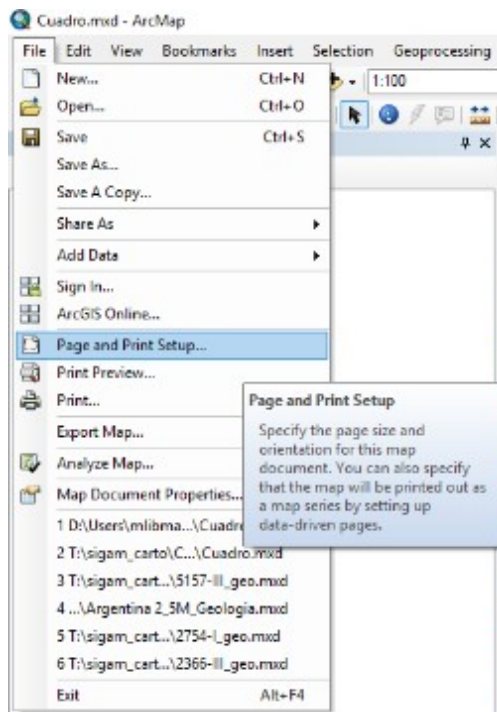 Cuadro.mxd - ArcMap
File Edit View Bookmarks Insert Selection Geoprocessing
New... Ctrl+N
1:100
Open... Ctrl+O
Save Ctrl+S
Save As...
Save A Copy...
Share As
Add Data
Sign In...
ArcGIS Online...
Page and Print Setup...
Print Preview...
Print...
Export Map...
Analyze Map...
Map Document Properties...
Page and Print Setup
Specify the page size and
orientation for this map
document. You can also specify
that the map will be printed out as
a map series by setting up
data-driven pages.
1 D:\Users\mlibma...\Cuadro
2 T:\sigam_carto\C...\Cuadro.mxd
3 T:\sigam_cart...\5157-III_geo.mxd
4 ...\Argentina 2_5M_Geologia.mxd
5 T:\sigam_cart...\2754-I_geo.mxd
6 T:\sigam_cart...\2366-III_geo.mxd
Exit Alt+F4